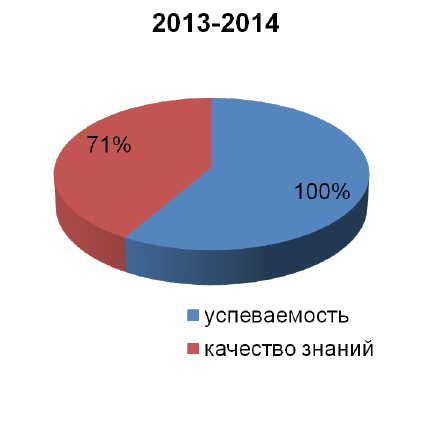 2013-2014
71%
100%
успеваемость
качество знаний